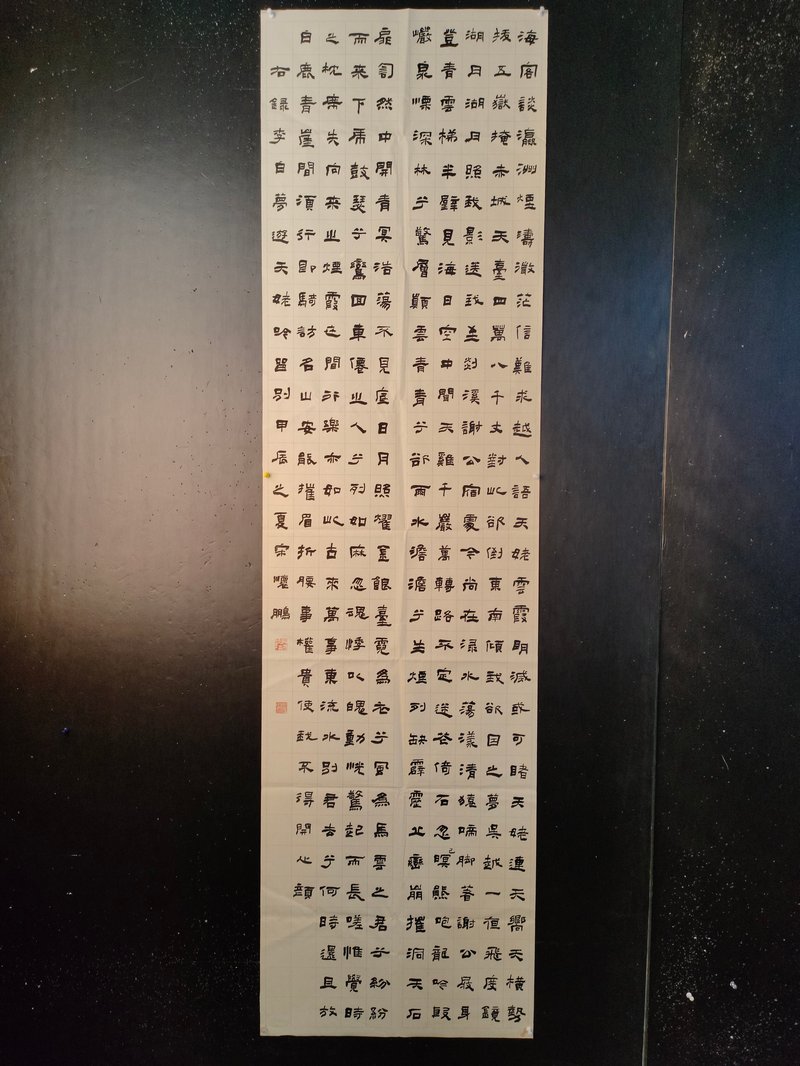 海客談瀛洲煙濤微茫信難求越人語天姥雲霞明滅或可睹天姥連天嚮天橫勢
拔五嶽掩赤城天臺四萬八千丈對此欲倒東南傾我欲因之夢吳越一夜飛度鏡
湖月湖月照我影送我至剡溪謝公宿處今尚在淥水蕩漾清猿啼腳著謝公屐身
登青雲梯半壁見海日空中聞天雞千巖萬轉路不定迷花倚石忽已暝熊咆龍吟殷
巖泉慄深林兮驚層顛雲青青兮欲雨水澹澹兮生煙列缺霹靂丘巒崩摧洞天石
扉訇然中開青冥浩蕩不見底日月照耀金銀臺霓為衣兮風為馬雲之君兮紛紛
而來下虎鼓瑟兮鸞回車僊之人兮列如麻忽魂悸以魄動恍驚起而長嗟惟覺時
之枕席失向來之煙霞世間行樂亦如此古來萬事東流水別君去兮何時還且放
白鹿青崖間須行即騎訪名山安能摧眉折腰事權貴使我不得開心顏
右錄李白夢遊天姥吟留別甲辰之夏宋鵬